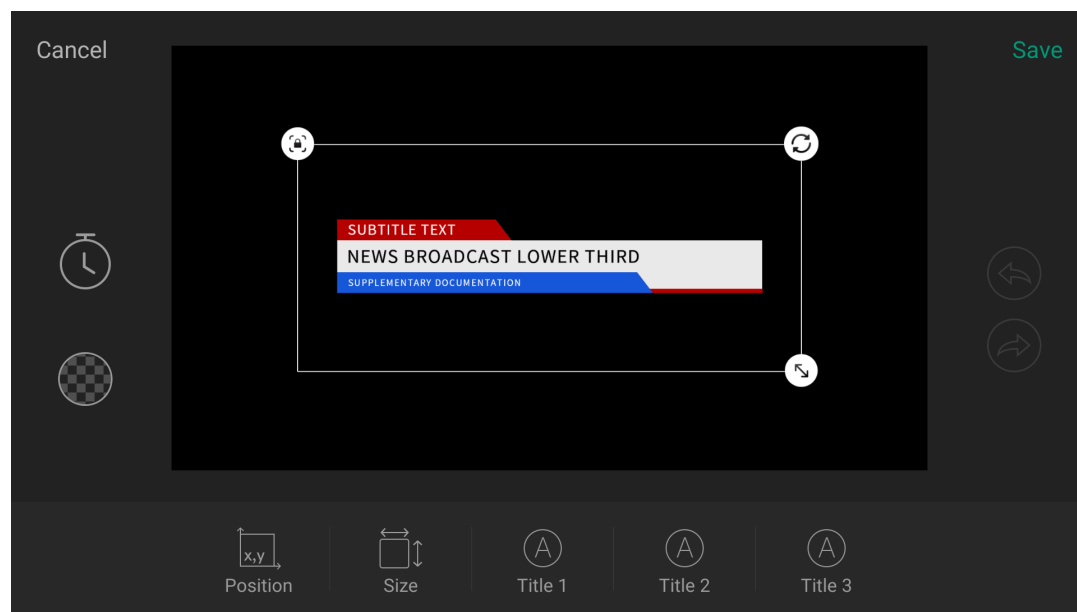 Cancel
Save
SUBTITLE TEXT
NEWS BROADCAST LOWER THIRD
SUPPLEMENTARY DOCUMENTATION
x,y
Position
Size
A
Title 1
A
Title 2
A
Title 3